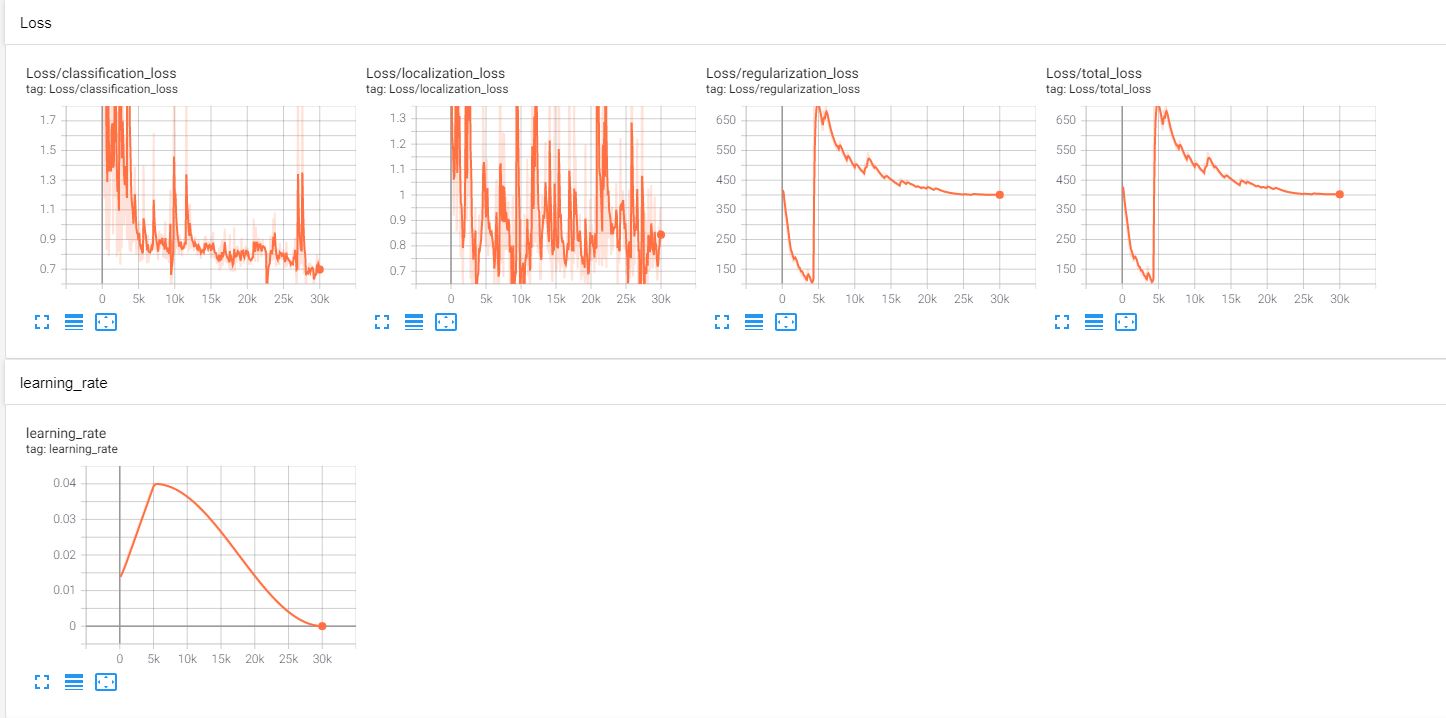 Loss
Loss/classification_loss
tag: Loss/classification_loss
1.7
1.5
1.3
1.1
0.9
0.7
0 5k 10k 15k 20k 25k 30k
Loss/localization_loss
tag: Loss/localization_loss
1.3
1.2
1.1
1
0.9
0.8
0.7
0 5k 10k 15k 20k 25k 30k
Loss/regularization_loss
tag: Loss/regularization_loss
650
550
450
350
250
150
0 5k 10k 15k 20k 25k 30k
Loss/total_loss
tag: Loss/total_loss
650
550
450
350
250
150
0 5k 10k 15k 20k 25k 30k
learning_rate
learning_rate
tag: learning_rate
0.04
0.03
0.02
0.01
0
0 5k 10k 15k 20k 25k 30k